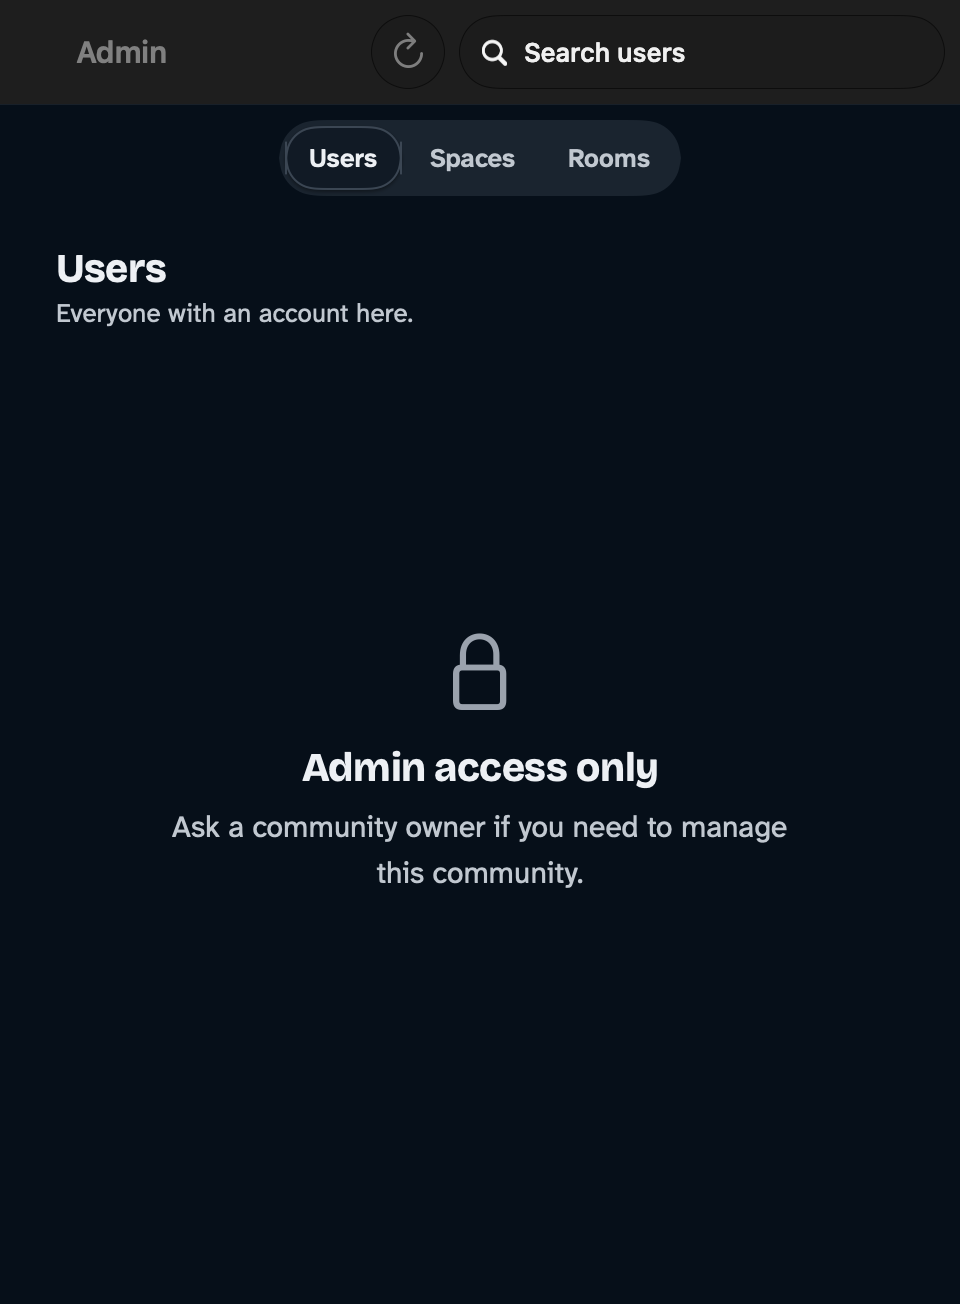 Admin
Search users
Users
Spaces
Rooms
Users
Everyone with an account here.
Admin access only
Ask a community owner if you need to manage
this community.